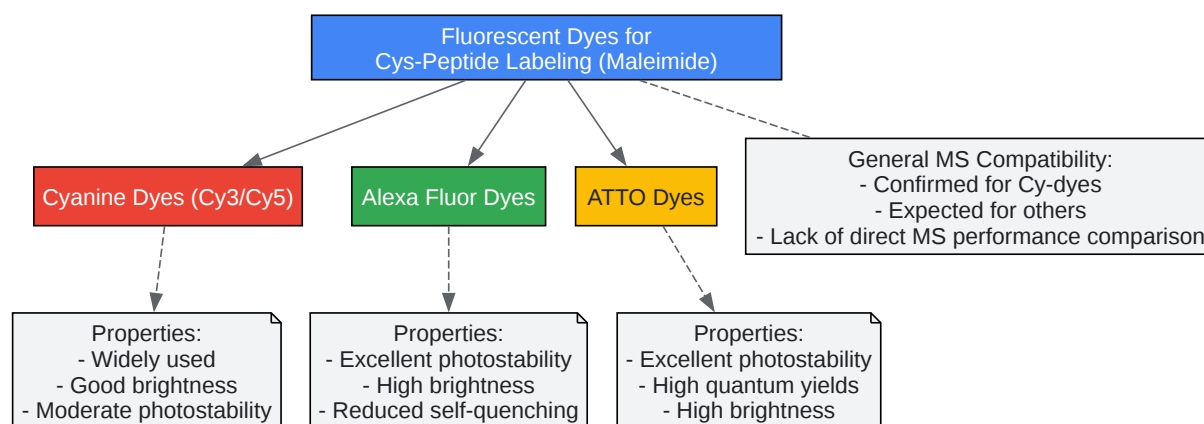 Fluorescent Dyes for
Cys-Peptide Labeling (Maleimide)
General MS Compatibility:
- Confirmed for Cy-dyes
- Expected for others
- Lack of direct MS performance comparison
Cyanine Dyes (Cy3/Cy5)
Alexa Fluor Dyes
ATTO Dyes
Properties:
- Widely used
- Good brightness
- Moderate photostability
Properties:
- Excellent photostability
- High brightness
- Reduced self-quenching
Properties:
- Excellent photostability
- High quantum yields
- High brightness